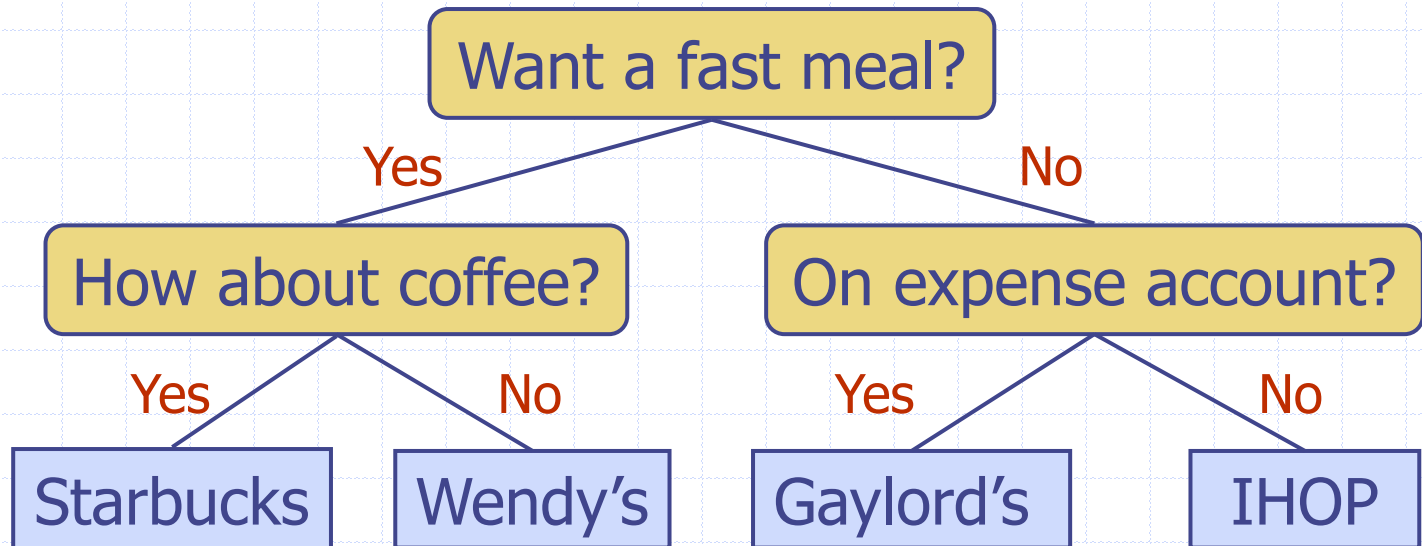 Want a fast meal?
Yes
No
How about coffee?
On expense account?
Yes
No
Yes
No
Starbucks
Wendy’s
Gaylord’s
IHOP